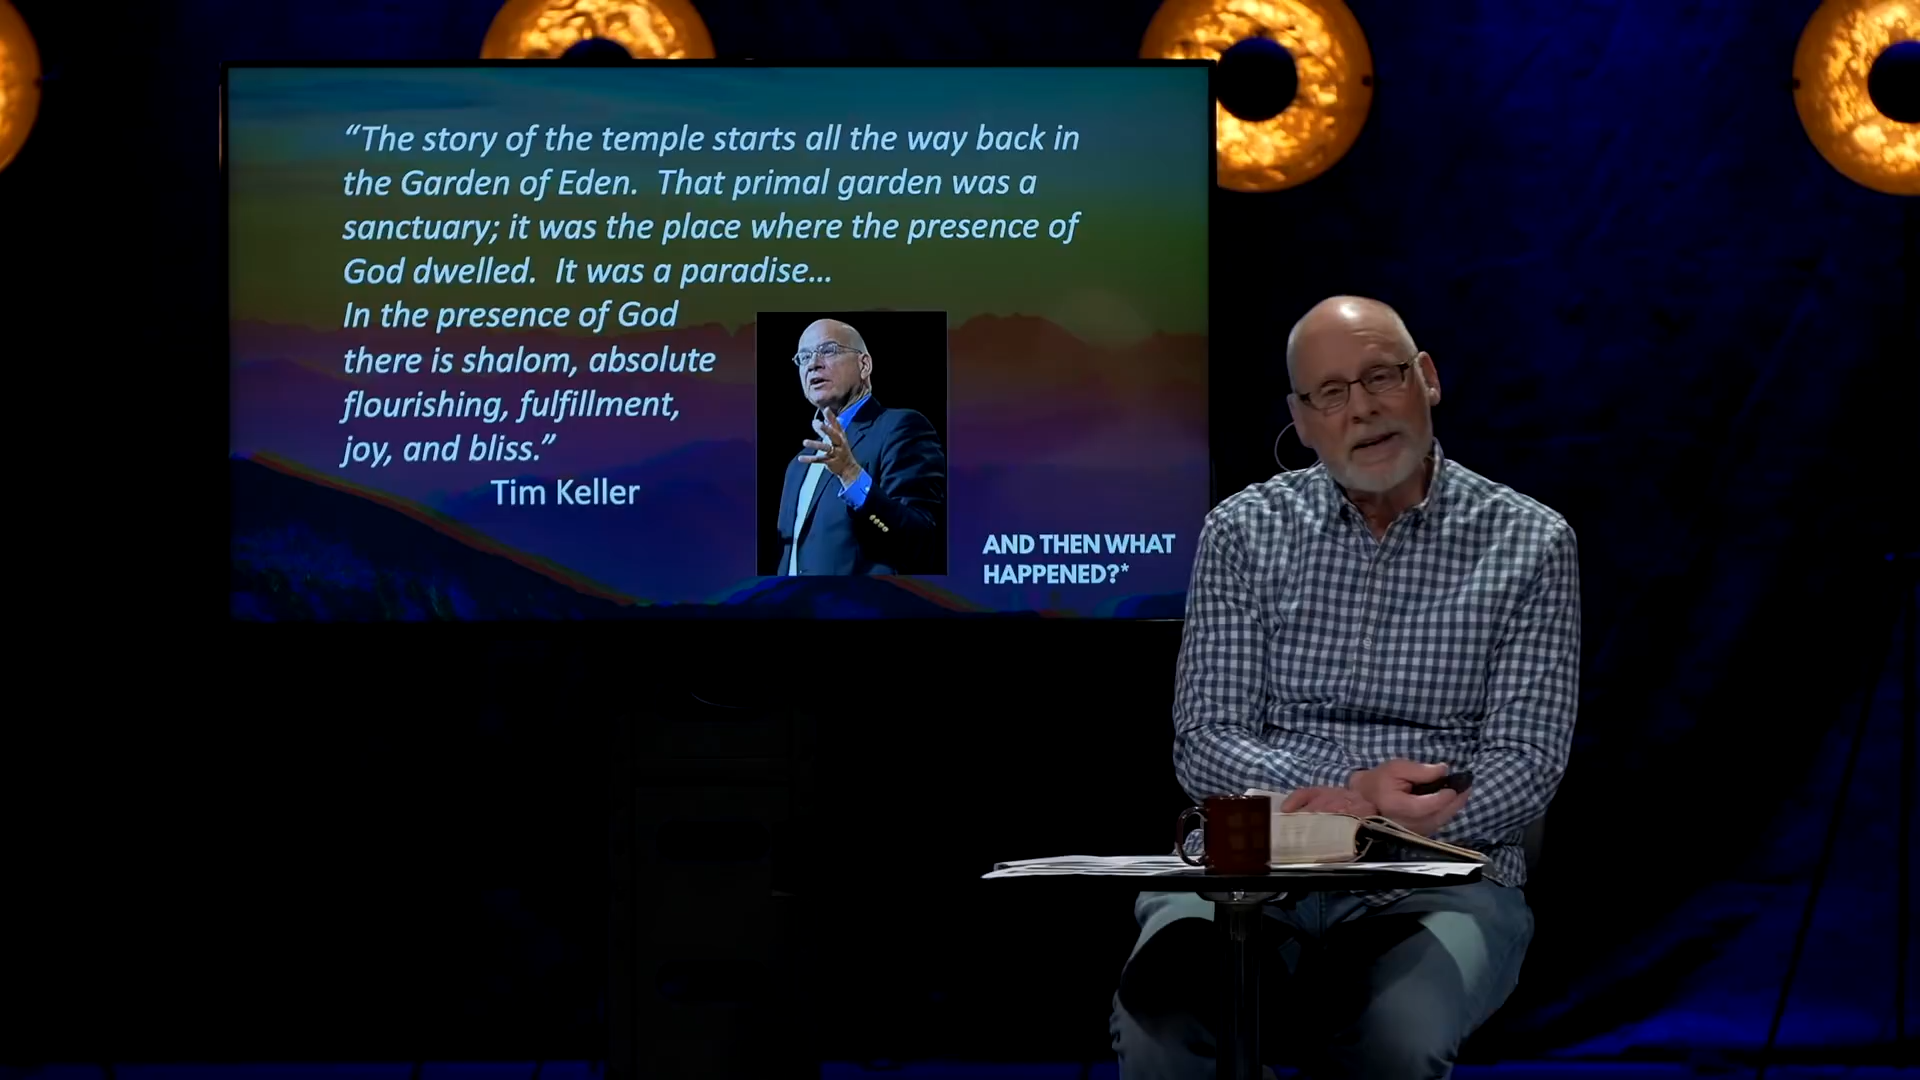 “The story of the temple starts all the way back in
the Garden of Eden.  That primal garden was a
sanctuary; it was the place where the presence of
God dwelled.  It was a paradise...
In the presence of God
there is shalom, absolute
flourishing, fulfillment,
joy, and bliss.”
Tim Keller
AND THEN WHAT
HAPPENED?*